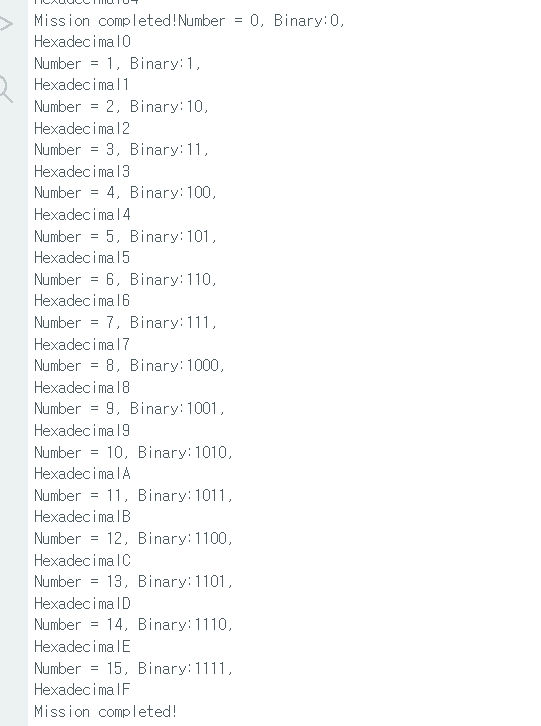 Mission completed!Number = 0, Binary:0,
Hexadecimal0
Number = 1, Binary:1,
Hexadecimal1
Number = 2, Binary:10,
Hexadecimal2
Number = 3, Binary:11,
Hexadecimal3
Number = 4, Binary:100,
Hexadecimal4
Number = 5, Binary:101,
Hexadecimal5
Number = 6, Binary:110,
Hexadecimal6
Number = 7, Binary:111,
Hexadecimal7
Number = 8, Binary:1000,
Hexadecimal8
Number = 9, Binary:1001,
Hexadecimal9
Number = 10, Binary:1010,
HexadecimalA
Number = 11, Binary:1011,
HexadecimalB
Number = 12, Binary:1100,
HexadecimalC
Number = 13, Binary:1101,
HexadecimalD
Number = 14, Binary:1110,
HexadecimalE
Number = 15, Binary:1111,
HexadecimalF
Mission completed!